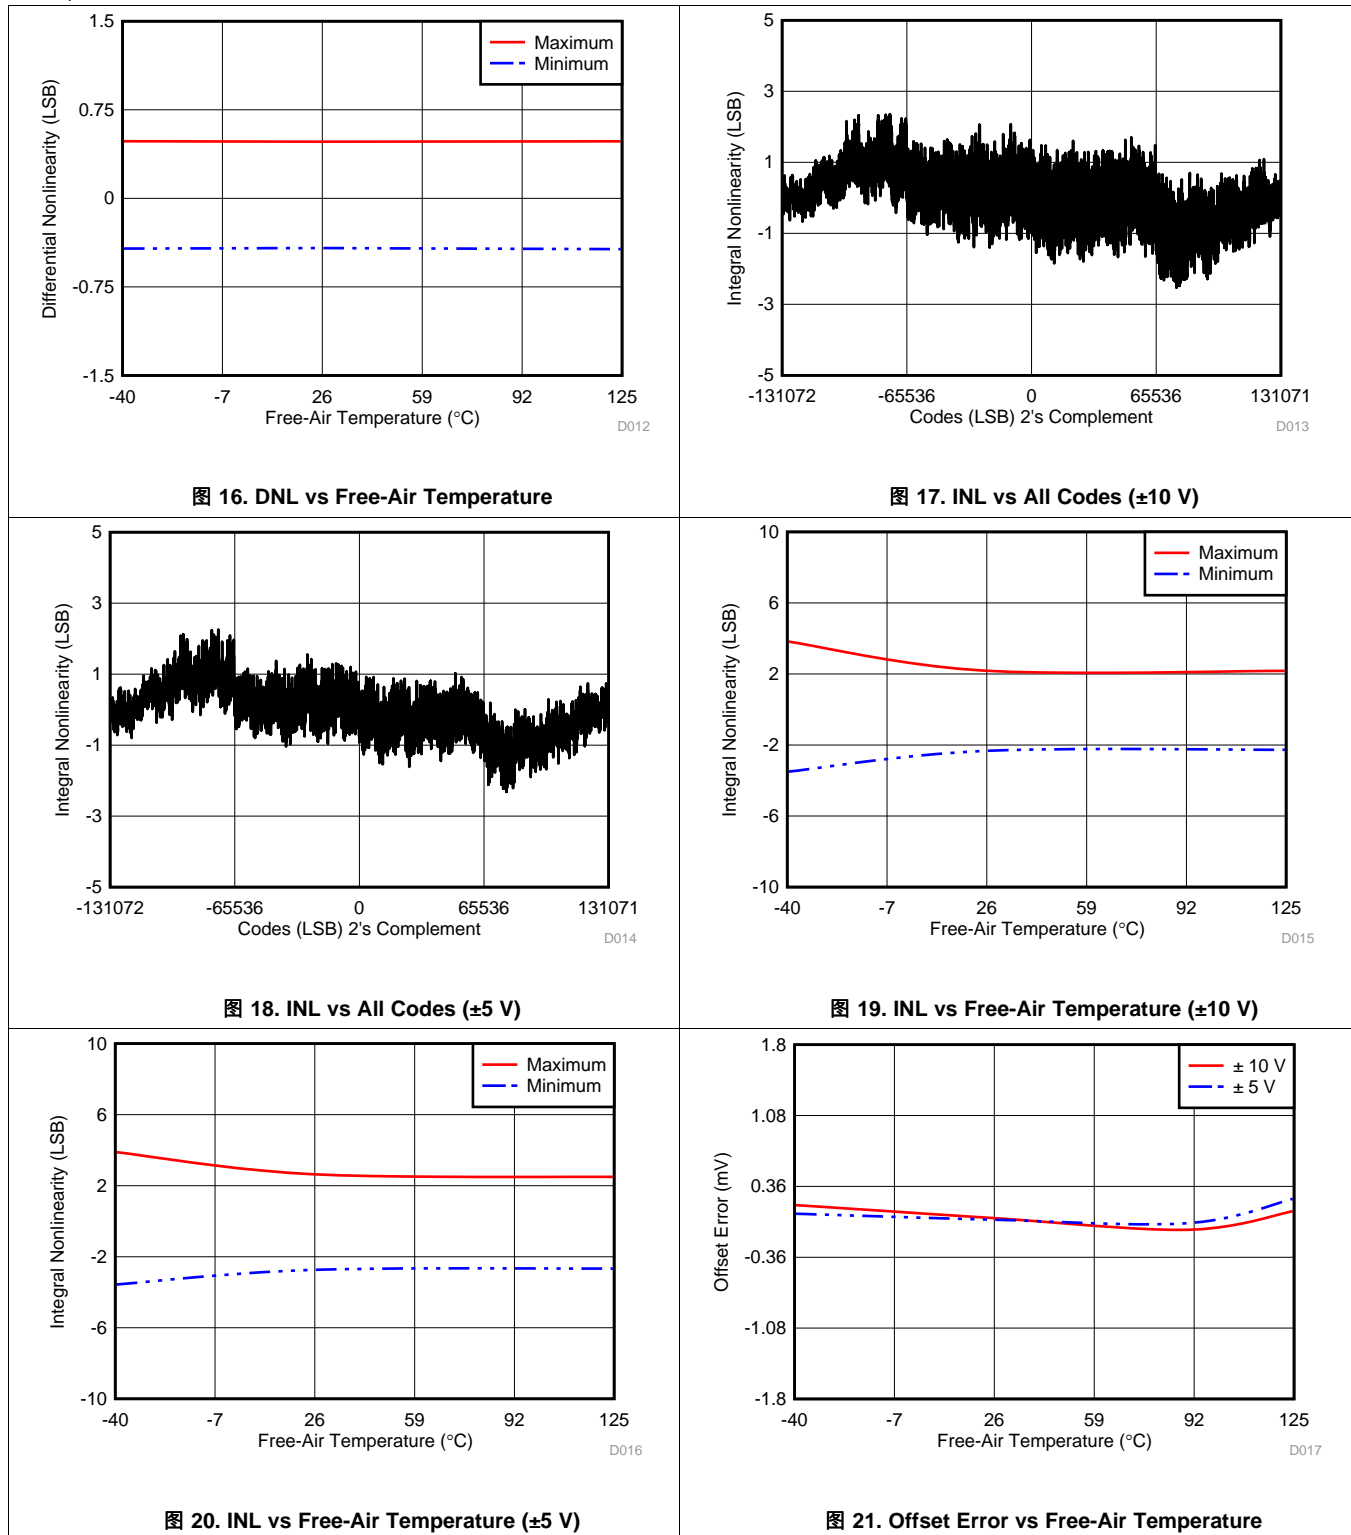 1.5
0.75
0
-0.75
-1.5
Differential Nonlinearity (LSB)
Maximum
Minimum
-40 -7 26 59 92 125
Free-Air Temperature (°C)
D012
图 16. DNL vs Free-Air Temperature
5
3
1
-1
-3
-5
Integral Nonlinearity (LSB)
-131072 -65536 0 65536 131071
Codes (LSB) 2's Complement
D013
图 17. INL vs All Codes (±10 V)
5
3
1
-1
-3
-5
Integral Nonlinearity (LSB)
-131072 -65536 0 65536 131071
Codes (LSB) 2's Complement
D014
图 18. INL vs All Codes (±5 V)
10
6
2
-2
-6
-10
Integral Nonlinearity (LSB)
Maximum
Minimum
-40 -7 26 59 92 125
Free-Air Temperature (°C)
D015
图 19. INL vs Free-Air Temperature (±10 V)
10
6
2
-2
-6
-10
Integral Nonlinearity (LSB)
Maximum
Minimum
-40 -7 26 59 92 125
Free-Air Temperature (°C)
D016
图 20. INL vs Free-Air Temperature (±5 V)
1.8
1.08
0.36
-0.36
-1.08
-1.8
Offset Error (mV)
± 10 V
± 5 V
-40 -7 26 59 92 125
Free-Air Temperature (°C)
D017
图 21. Offset Error vs Free-Air Temperature